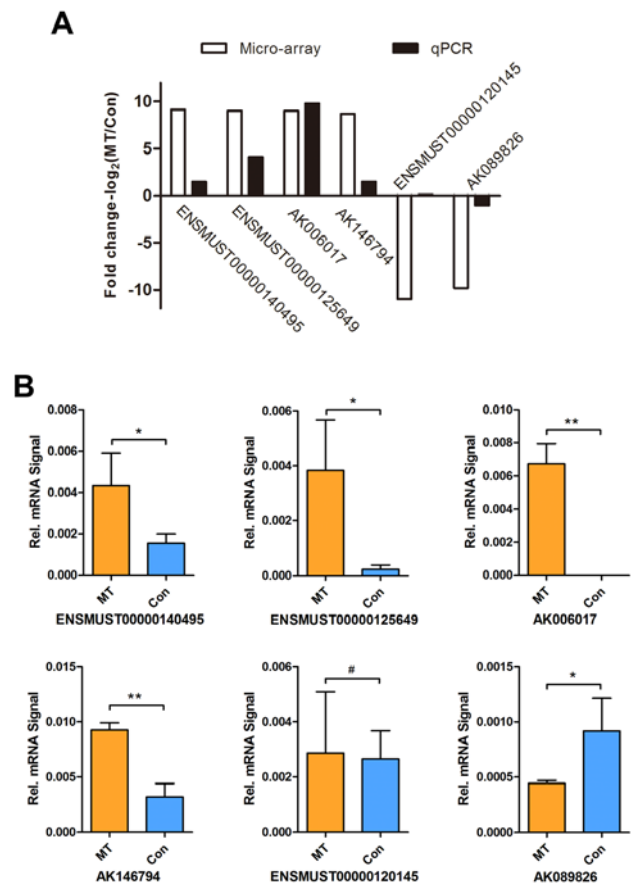 A
Micro-array
qPCR
Fold change-log2(MT/Con)
10
5
0
-5
-10
ENSMUST00000140495
ENSMUST00000125649
AK006017
AK146794
ENSMUST00000120145
AK089826
B
Rel. mRNA Signal
0.008
0.006
0.004
0.002
0.000
*
MT
Con
ENSMUST00000140495
Rel. mRNA Signal
0.006
0.004
0.002
0.000
*
MT
Con
ENSMUST00000125649
Rel. mRNA Signal
0.010
0.008
0.006
0.004
0.002
0.000
**
MT
Con
AK006017
Rel. mRNA Signal
0.015
0.010
0.005
0.000
**
MT
Con
AK146794
Rel. mRNA Signal
0.006
0.004
0.002
0.000
#
MT
Con
ENSMUST00000120145
Rel. mRNA Signal
0.0015
0.0010
0.0005
0.0000
*
MT
Con
AK089826